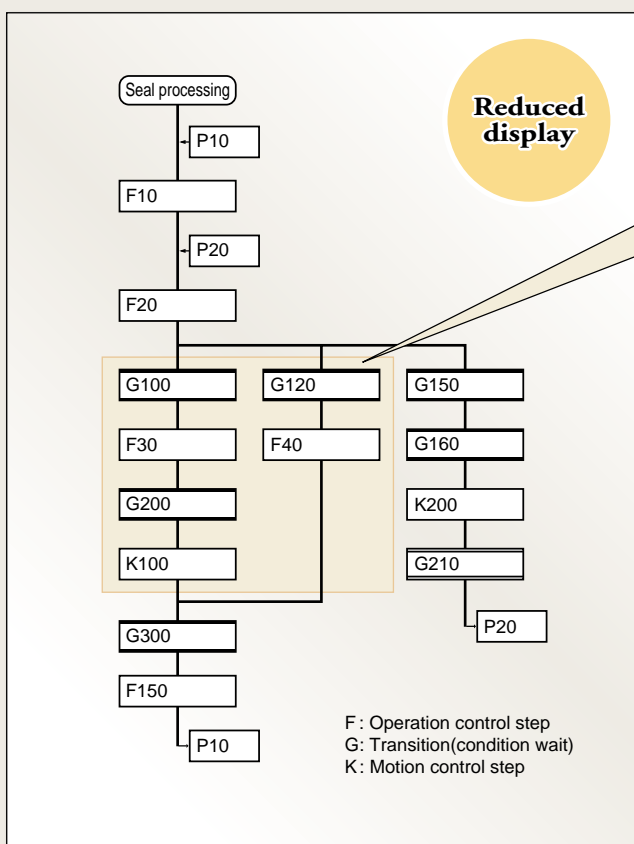 Seal processing
Reduced
display
P10
F10
P20
F20
G100
G120
G150
F30
F40
G160
G200
K200
K100
G210
G300
P20
F150
P10
F: Operation control step
G: Transition(condition wait)
K: Motion control step